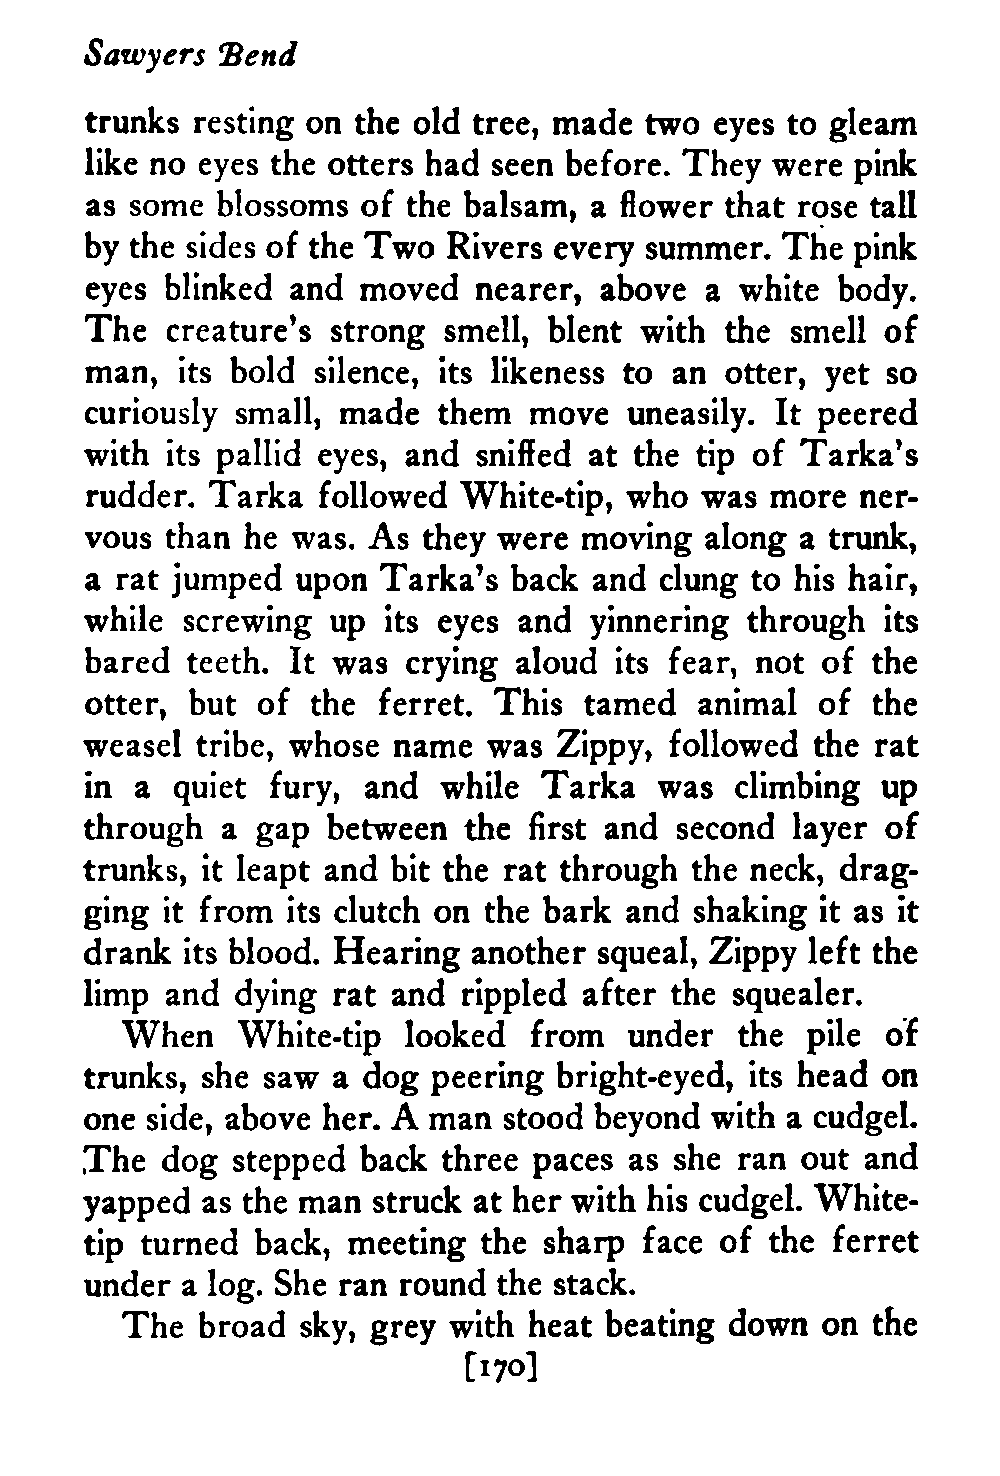 Sawyers Bend
trunks resting on the old tree, made two eyes to gleam
like no eyes the otters had seen before. They were pink
as some blossoms of the balsam, a flower that rose tall
by the sides of the Two Rivers every summer. The pink
eyes blinked and moved nearer, above a white body.
The creature's strong smell, blent with the smell of
man, its bold silence, its likeness to an otter, yet so
curiously small, made them move uneasily. It peered
with its pallid eyes, and sniffed at the tip of Tarka's
rudder. Tarka followed White-tip, who was more ner-
vous than he was. As they were moving along a trunk,
a rat jumped upon Tarka's back and clung to his hair,
while screwing up its eyes and yinnering through its
bared teeth. It was crying aloud its fear, not of the
otter, but of the ferret. This tamed animal of the
weasel tribe, whose name was Zippy, followed the rat
in a quiet fury, and while Tarka was climbing up
through a gap between the first and second layer of
trunks, it leapt and bit the rat through the neck, drag-
ging it from its clutch on the bark and shaking it as it
drank its blood. Hearing another squeal, Zippy left the
limp and dying rat and rippled after the squealer.
When White-tip looked from under the pile of
trunks, she saw a dog peering bright-eyed, its head on
one side, above her. A man stood beyond with a cudgel.
The dog stepped back three paces as she ran out and
yapped as the man struck at her with his cudgel. White-
tip turned back, meeting the sharp face of the ferret
under a log. She ran round the stack.
The broad sky, grey with heat beating down on the
[170]